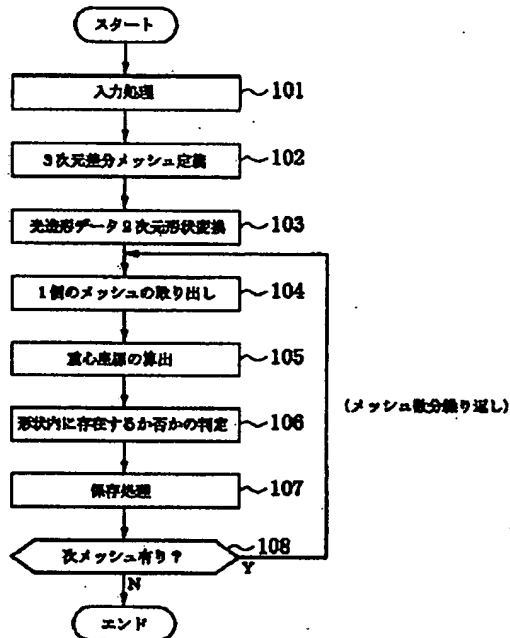 スタート
入力処理
101
3次元差分メッシュ定義
102
光造形データ2次元形状変換
103
1個のメッシュの取り出し
104
重心座標の算出
105
形状内に存在するか否かの判定
106
(メッシュ数分繰り返し)
保存処理
107
次メッシュ有り?
108
Y
N
エンド